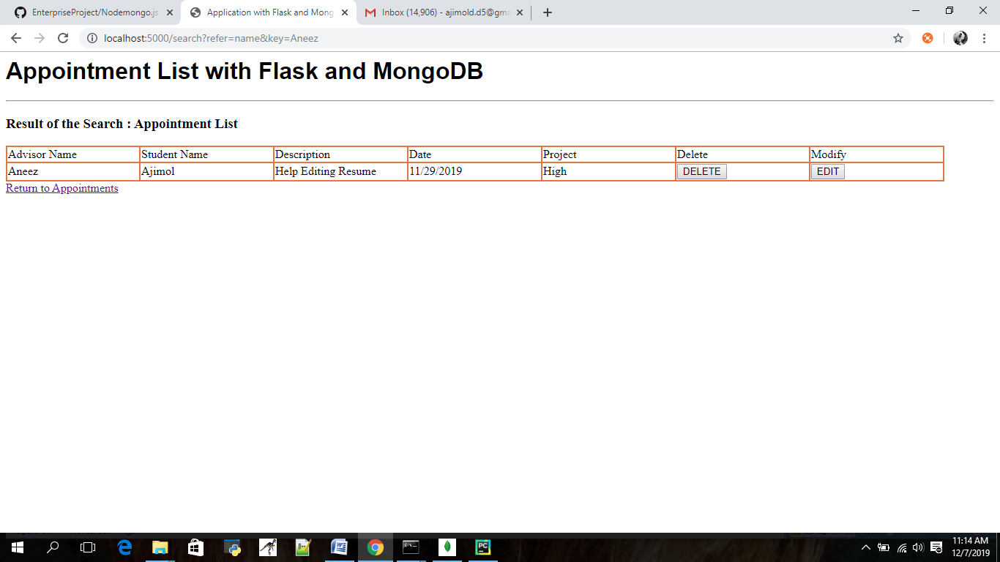 EnterpriseProject/Nodemongo.js
Application with Flask and Mong
Inbox (14,906) - ajimold.d5@gma
localhost:5000/search?refer=name&key=Aneez
Appointment List with Flask and MongoDB
Result of the Search : Appointment List
Advisor Name Student Name Description Date Project Delete Modify
Aneez Ajimol Help Editing Resume 11/29/2019 High DELETE EDIT
Return to Appointments
11:14 AM
12/7/2019